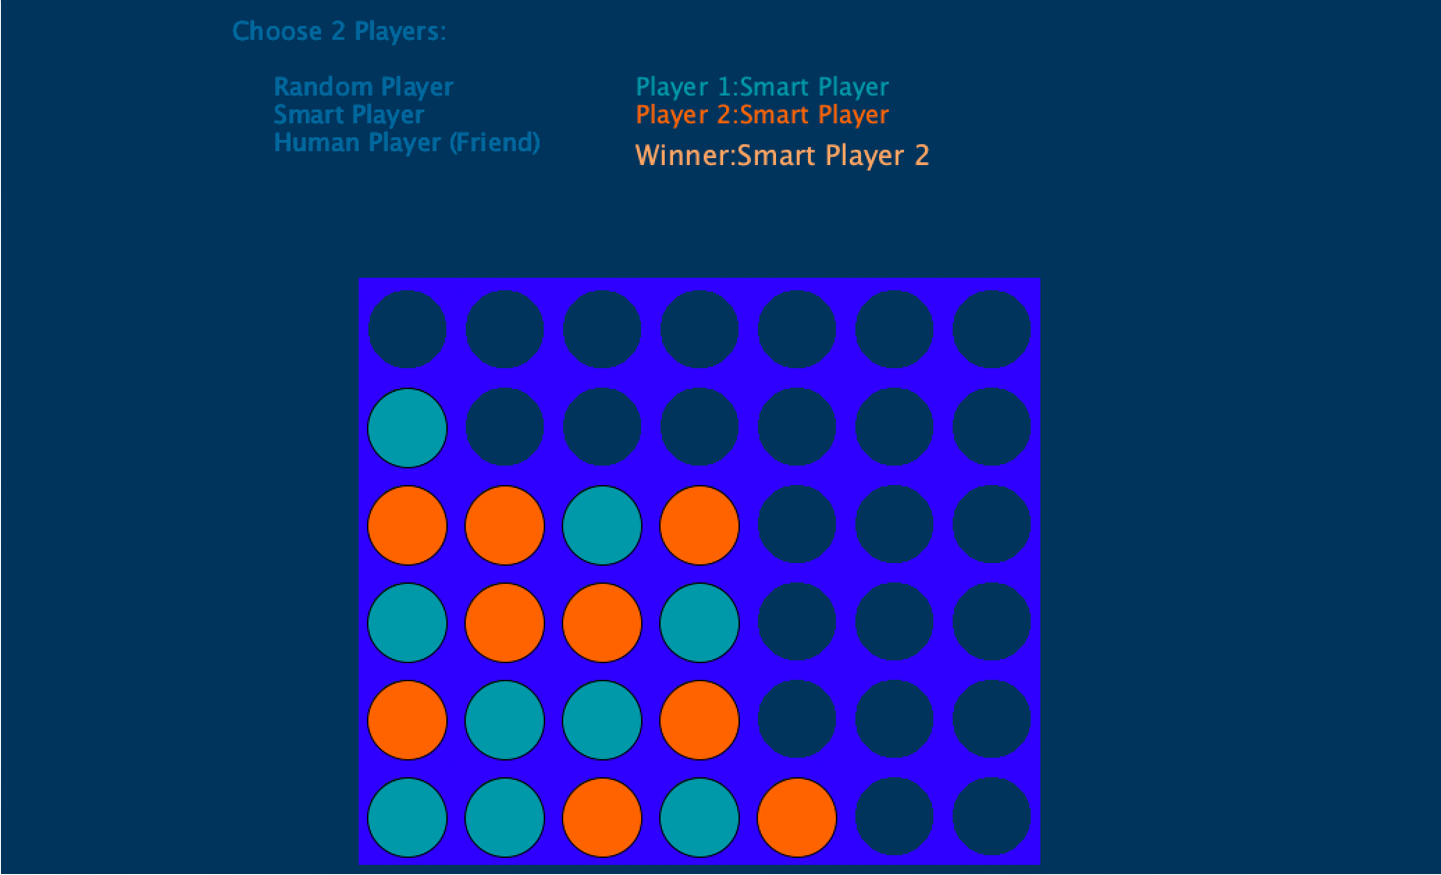 Choose 2 Players:
Random Player
Smart Player
Human Player (Friend)
Player 1:Smart Player
Player 2:Smart Player
Winner:Smart Player 2